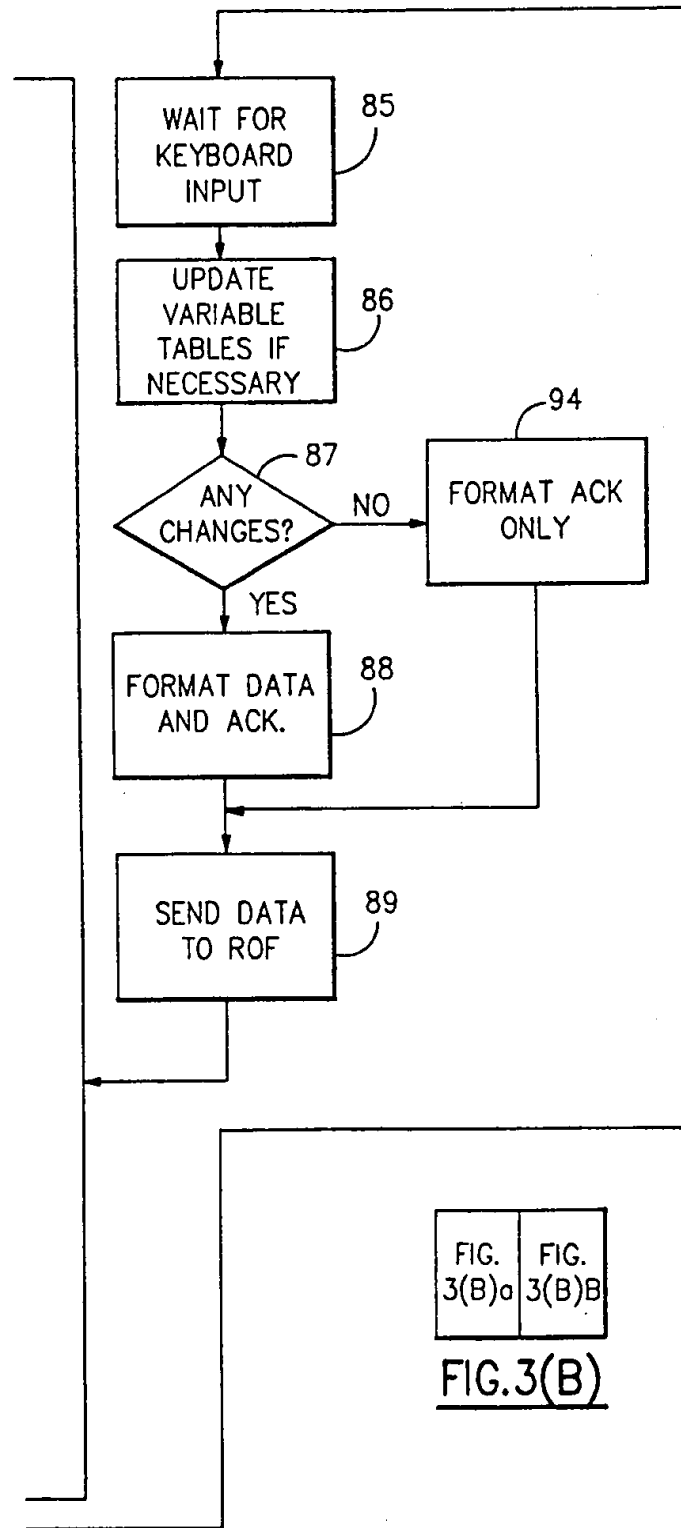 WAIT FOR
KEYBOARD
INPUT
85
UPDATE
VARIABLE
TABLES IF
NECESSARY
86
87
ANY
CHANGES?
NO
94
FORMAT ACK
ONLY
YES
FORMAT DATA
AND ACK.
88
SEND DATA
TO ROF
89
FIG.
3(B)a
FIG.
3(B)B
FIG.3(B)